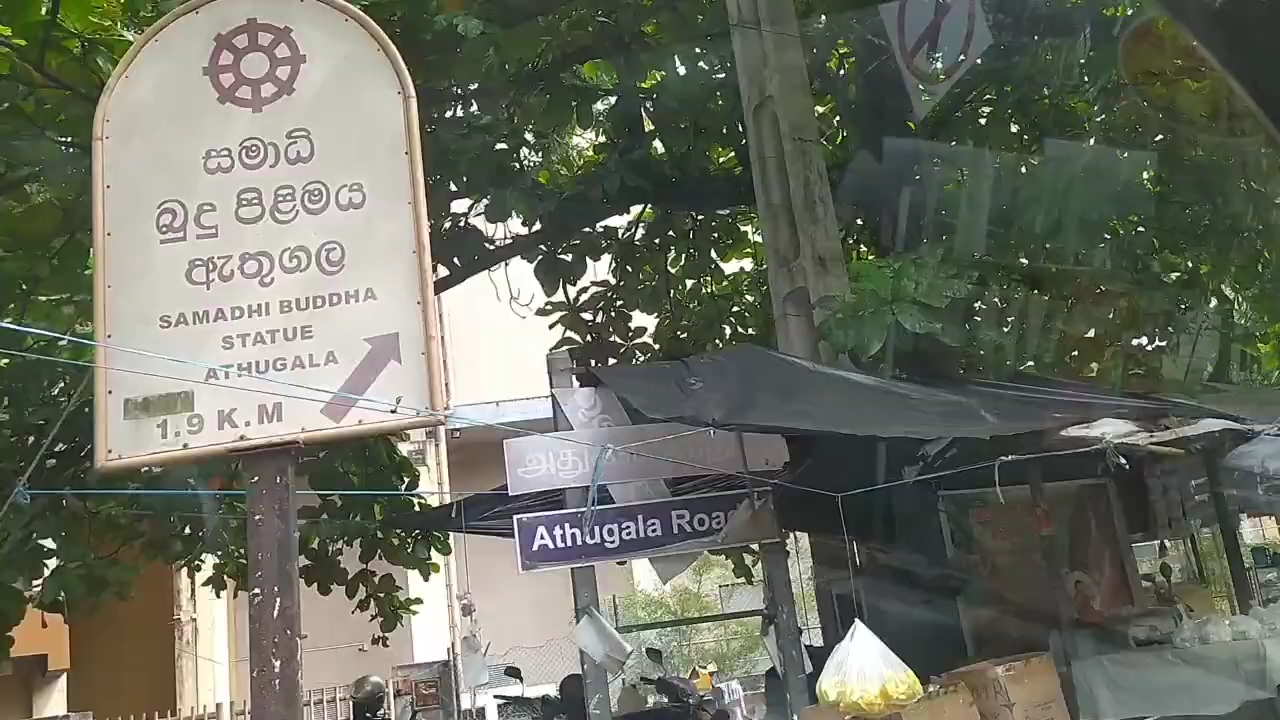 සමාධි
බුදු පිළිමය
ඇතුගල
SAMADHI BUDDHA
STATUE
ATHUGALA
1.9 K.M
Athugala Road